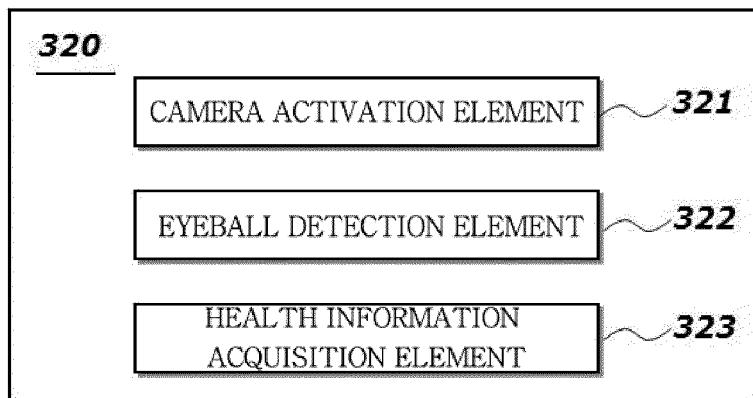 320
CAMERA ACTIVATION ELEMENT 321
EYEBALL DETECTION ELEMENT 322
HEALTH INFORMATION
ACQUISITION ELEMENT 323